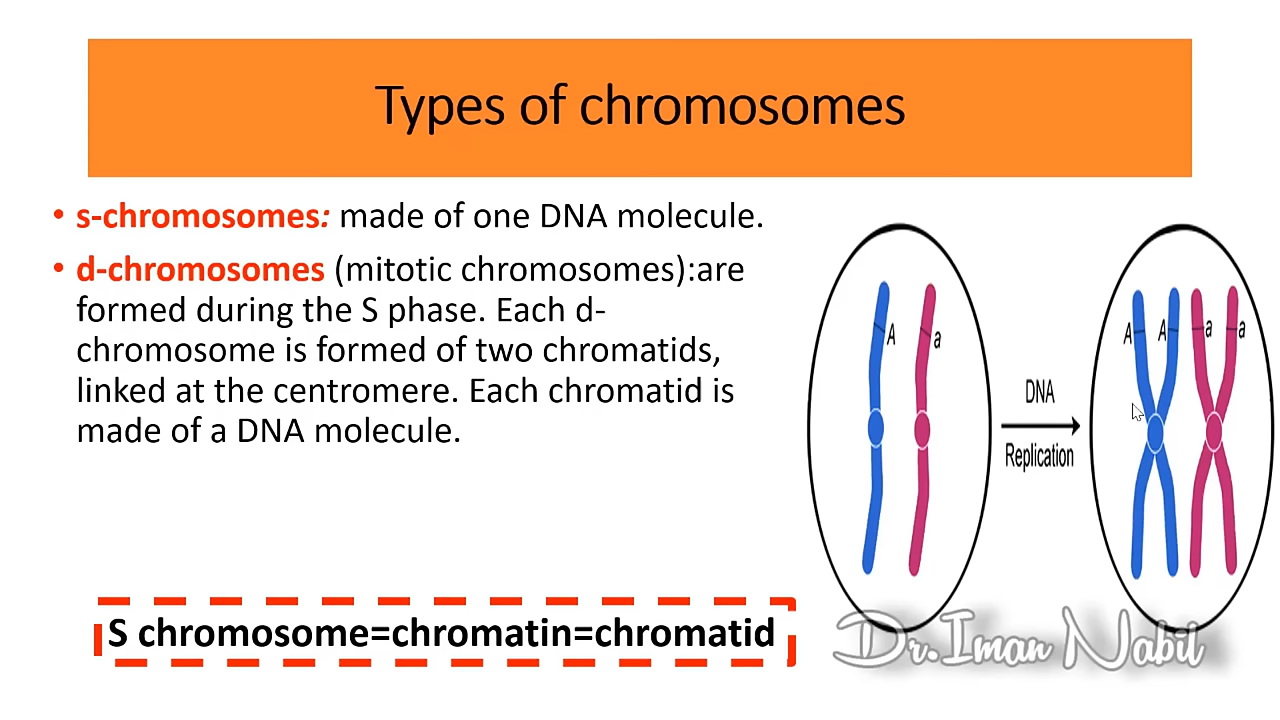 Types of chromosomes
• s-chromosomes: made of one DNA molecule.
• d-chromosomes (mitotic chromosomes):are
formed during the S phase. Each d-
chromosome is formed of two chromatids,
linked at the centromere. Each chromatid is
made of a DNA molecule.
A a
DNA
Replication
A A a a
S chromosome=chromatin=chromatid
Dr.Iman Nabil